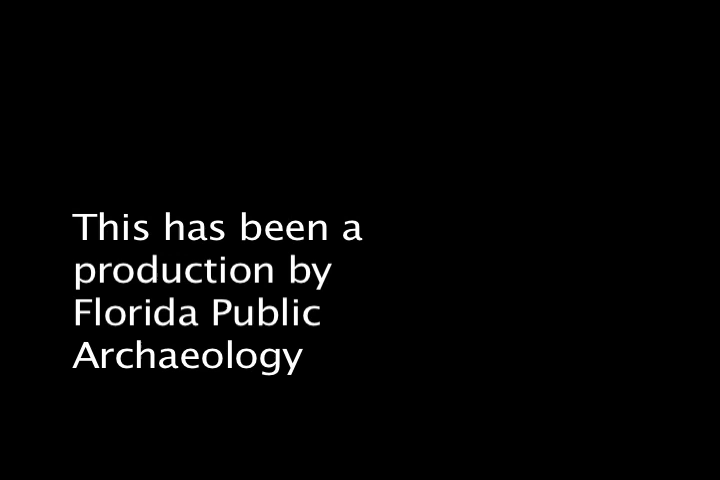 This has been a
production by
Florida Public
Archaeology